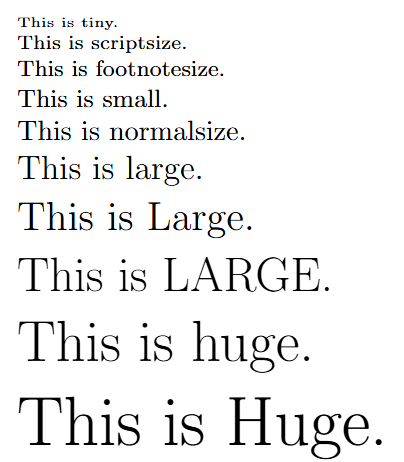 This is tiny.
This is scriptsize.
This is footnotesize.
This is small.
This is normalsize.
This is large.
This is Large.
This is LARGE.
This is huge.
This is Huge.